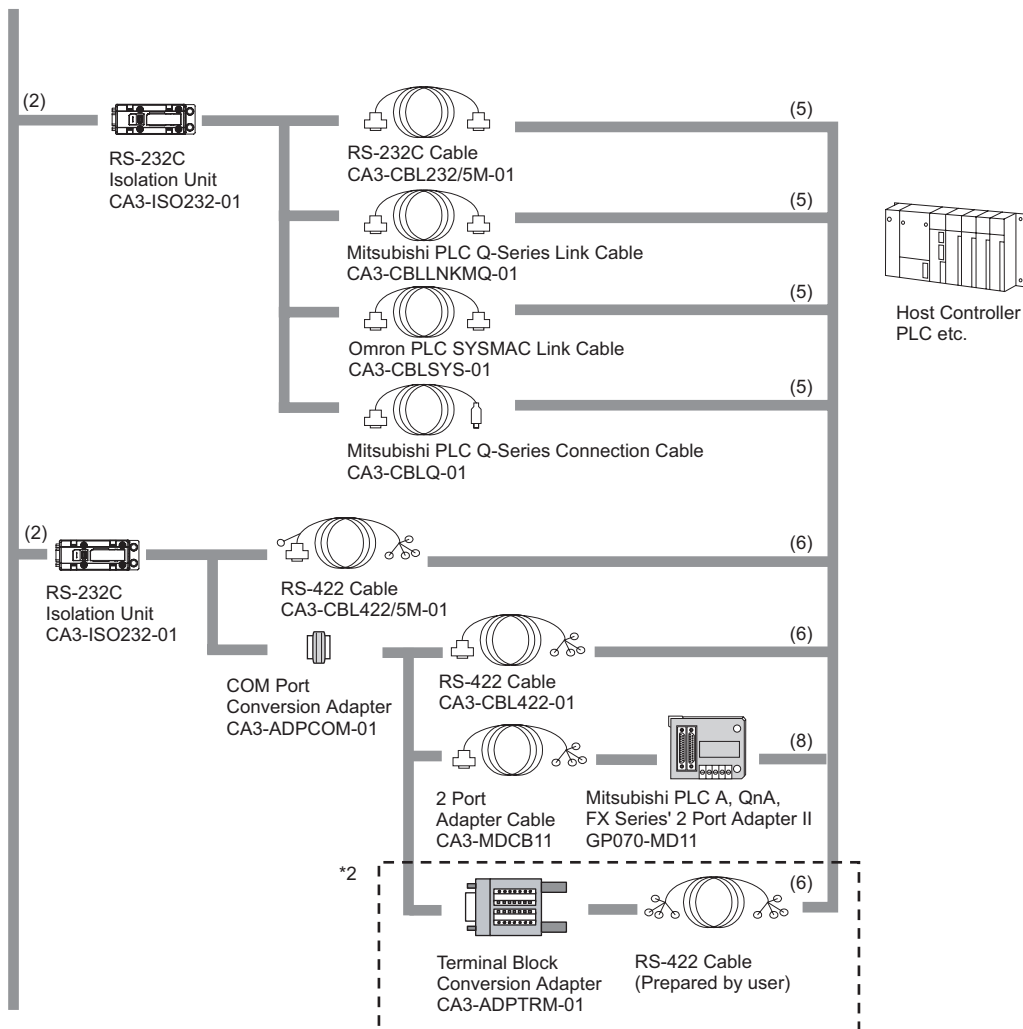 (2)
RS-232C
Isolation Unit
CA3-ISO232-01
(5)
RS-232C Cable
CA3-CBL232/5M-01
(5)
Mitsubishi PLC Q-Series Link Cable
CA3-CBLLNKMQ-01
(5)
Omron PLC SYSMAC Link Cable
CA3-CBLSYS-01
(5)
Mitsubishi PLC Q-Series Connection Cable
CA3-CBLQ-01
Host Controller
PLC etc.
(2)
RS-232C
Isolation Unit
CA3-ISO232-01
(6)
RS-422 Cable
CA3-CBL422/5M-01
COM Port
Conversion Adapter
CA3-ADPCOM-01
(6)
RS-422 Cable
CA3-CBL422-01
(8)
2 Port
Adapter Cable
CA3-MDCB11
Mitsubishi PLC A, QnA,
FX Series' 2 Port Adapter II
GP070-MD11
*2
(6)
Terminal Block
Conversion Adapter
CA3-ADPTRM-01
RS-422 Cable
(Prepared by user)